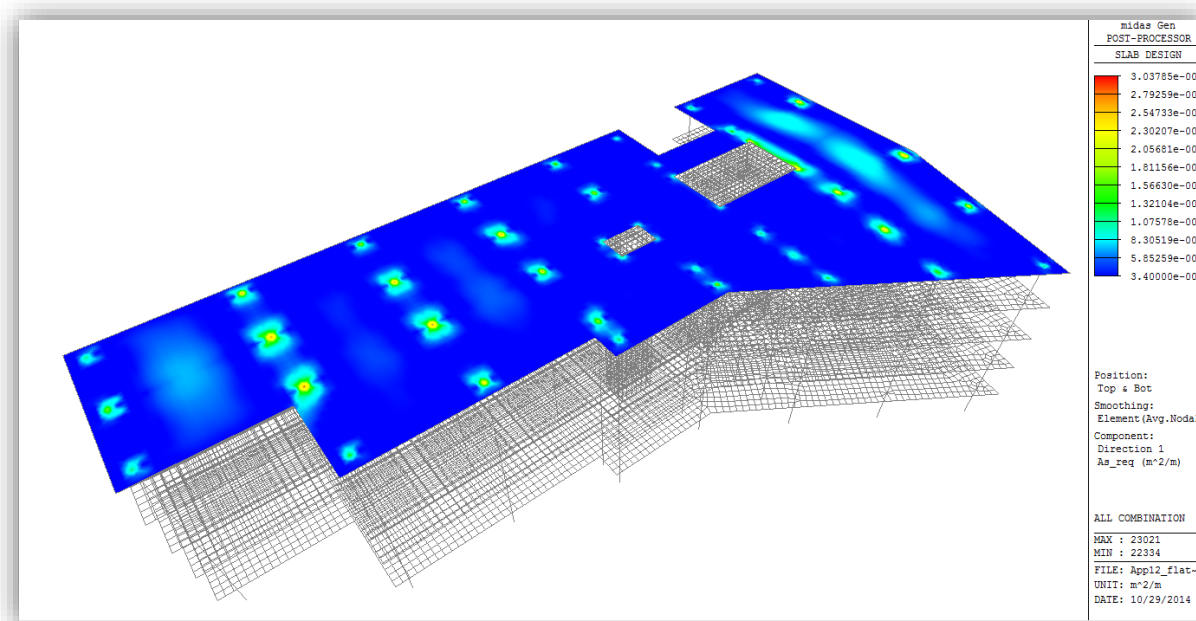 midas Gen
POST-PROCESSOR
SLAB DESIGN
3.03785e-00
2.79259e-00
2.54733e-00
2.30207e-00
2.05681e-00
1.81156e-00
1.56630e-00
1.32104e-00
1.07578e-00
8.30519e-00
5.85259e-00
3.40000e-00
Position:
Top & Bot
Smoothing:
Element(Avg.Nodal
Component:
Direction 1
As_req (m^2/m)
ALL COMBINATION
MAX : 23021
MIN : 22334
FILE: App12_flat~
UNIT: m^2/m
DATE: 10/29/2014